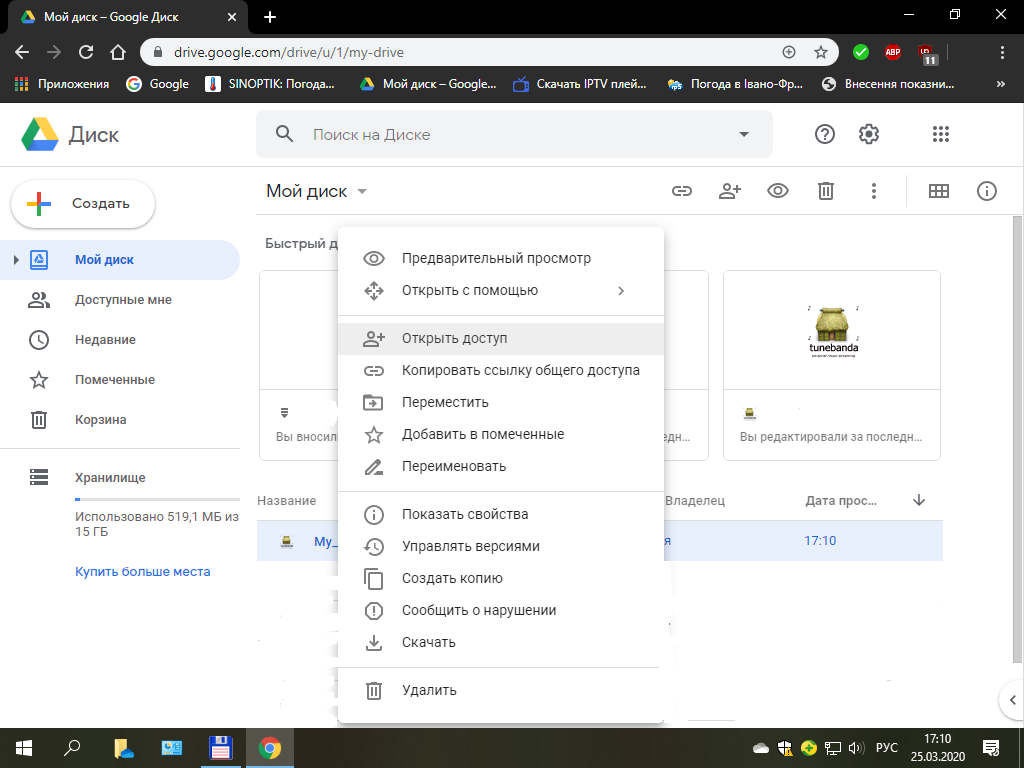 Мой диск – Google Диск
drive.google.com/drive/u/1/my-drive
ABP
11
Приложения
Google
SINOPTIK: Погода...
Мой диск – Google...
Скачать IPTV плей...
Погода в Івано-Фр...
Внесення показни...
»
Диск
Поиск на Диске
Создать
Мой диск
Мой диск
Доступные мне
Недавние
Помеченные
Корзина
Хранилище
Использовано 519,1 МБ из
15 ГБ
Купить больше места
Быстрый д
Вы вносил
едн...
tunebanda
personal music streaming
Вы редактировали за последн...
Название
Владелец
Дата прос...
My_
я
17:10
Предварительный просмотр
Открыть с помощью
Открыть доступ
Копировать ссылку общего доступа
Переместить
Добавить в помеченные
Переименовать
Показать свойства
Управлять версиями
Создать копию
Сообщить о нарушении
Скачать
Удалить
РУС
17:10
25.03.2020